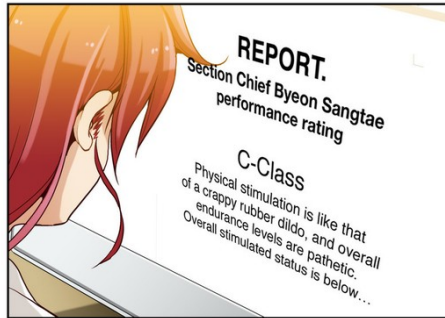 REPORT.
Section Chief Byeon Sangtae
performance rating
C-Class
Physical stimulation is like that
of a crappy rubber dildo, and overall
endurance levels are pathetic.
Overall stimulated status is below...